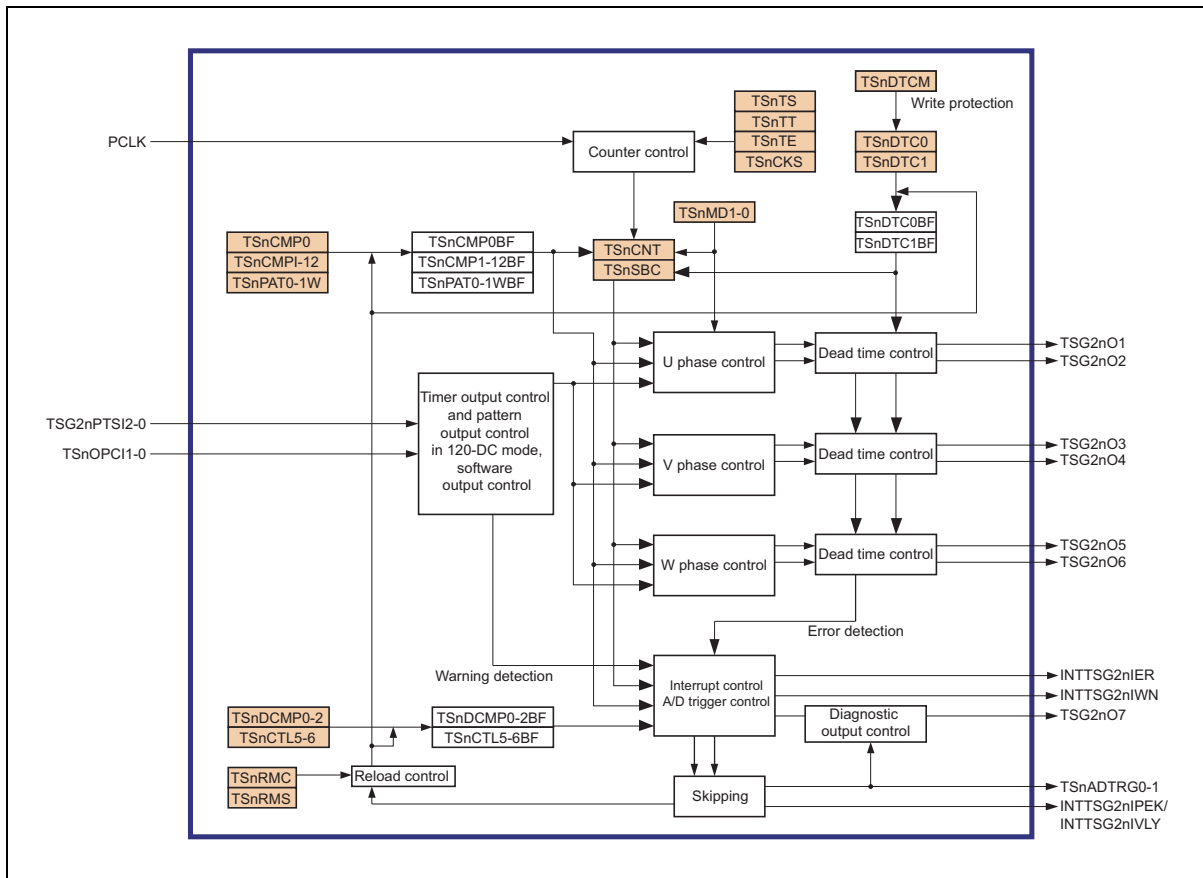 TSnDTCM
Write protection
TSnTS
TSnTT
TSnTE
TSnCKS
PCLK
Counter control
TSnDTC0
TSnDTC1
TSnMD1-0
TSnDTC0BF
TSnDTC1BF
TSnCMP0
TSnCMPI-12
TSnPAT0-1W
TSnCMP0BF
TSnCMP1-12BF
TSnPAT0-1WBF
TSnCNT
TSnSBC
U phase control
Dead time control
TSG2nO1
TSG2nO2
Timer output control
and pattern
output control
in 120-DC mode,
software
output control
TSG2nPTSI2-0
TSnOPCI1-0
V phase control
Dead time control
TSG2nO3
TSG2nO4
W phase control
Dead time control
TSG2nO5
TSG2nO6
Error detection
Warning detection
Interrupt control
A/D trigger control
INTTSG2nIER
INTTSG2nIWN
TSG2nO7
TSnDCMP0-2
TSnCTL5-6
TSnDCMP0-2BF
TSnCTL5-6BF
Diagnostic
output control
TSnRMC
TSnRMS
Reload control
Skipping
TSnADTRG0-1
INTTSG2nIPEK/
INTTSG2nIVLY